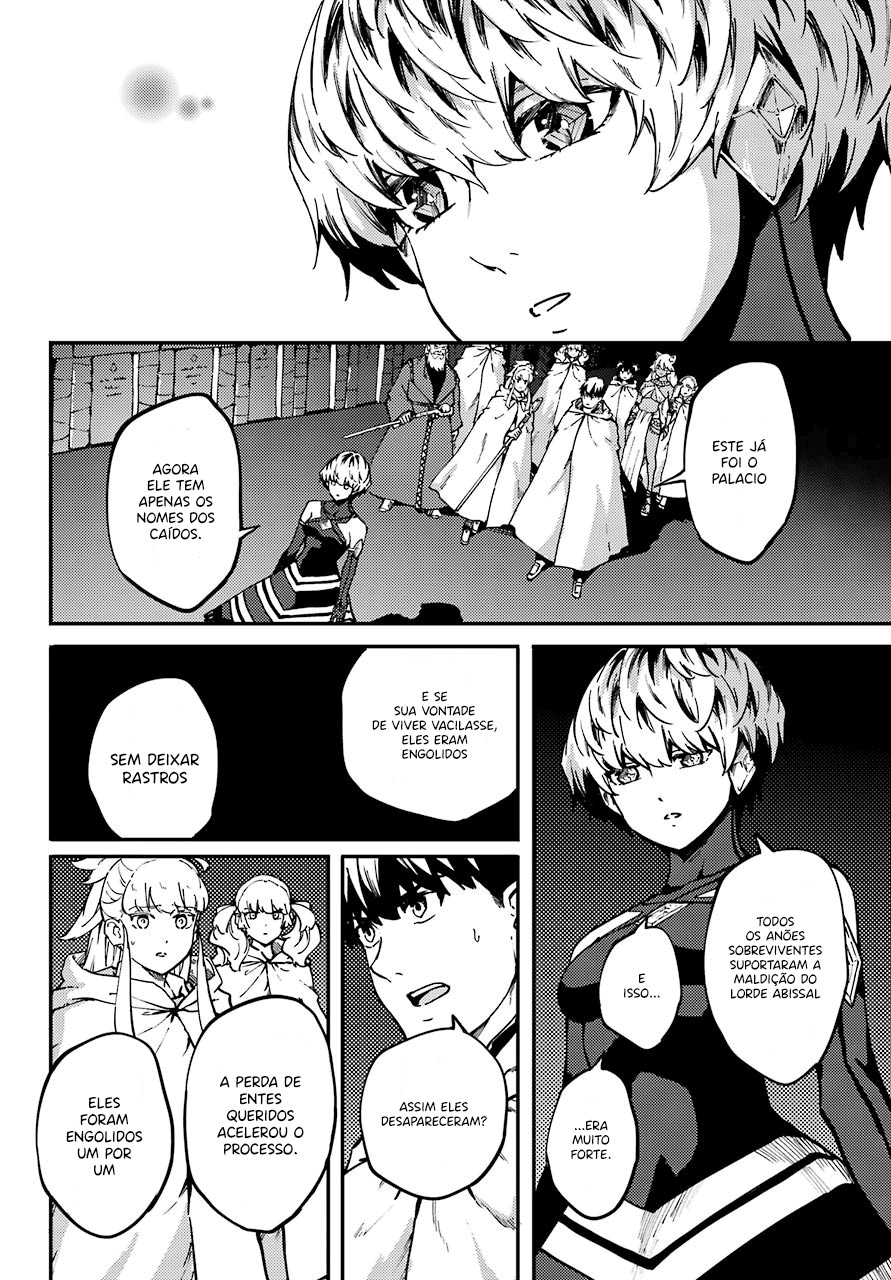 ESTE JÁ
FOI O
PALACIO
AGORA
ELE TEM
APENAS OS
NOMES DOS
CAÍDOS.
TODOS
OS ANÕES
SOBREVIVENTES
SUPORTARAM A
MALDIÇÃO DO
LORDE ABISSAL
E
ISSO...
...ERA
MUITO
FORTE.
E SE
SUA VONTADE
DE VIVER VACILASSE,
ELES ERAM
ENGOLIDOS
SEM DEIXAR
RASTROS
ASSIM ELES
DESAPARECERAM?
A PERDA DE
ENTES
QUERIDOS
ACELEROU O
PROCESSO.
ELES
FORAM
ENGOLIDOS
UM POR
UM